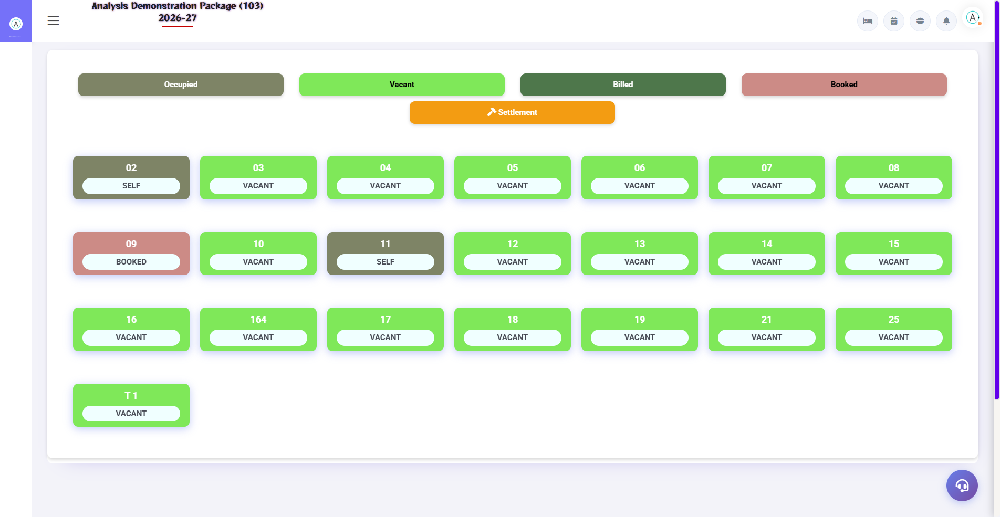 Analysis Demonstration Package (103)
2026-27
A
A
Occupied
Vacant
Billed
Booked
Settlement
02
SELF
03
VACANT
04
VACANT
05
VACANT
06
VACANT
07
VACANT
08
VACANT
09
BOOKED
10
VACANT
11
SELF
12
VACANT
13
VACANT
14
VACANT
15
VACANT
16
VACANT
164
VACANT
17
VACANT
18
VACANT
19
VACANT
21
VACANT
25
VACANT
T 1
VACANT